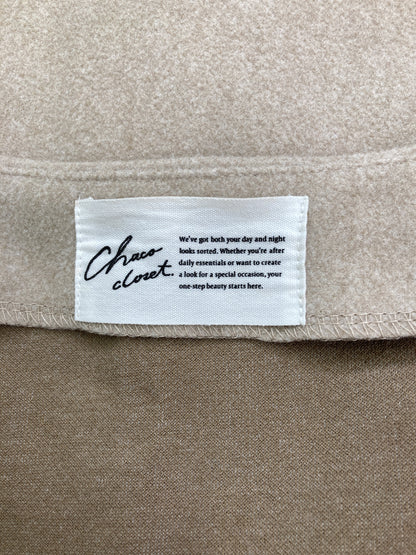 Chaco
closet.
We've got both your day and night
looks sorted. Whether you're after
daily essentials or want to create
a look for a special occasion, your
one-step beauty starts here.